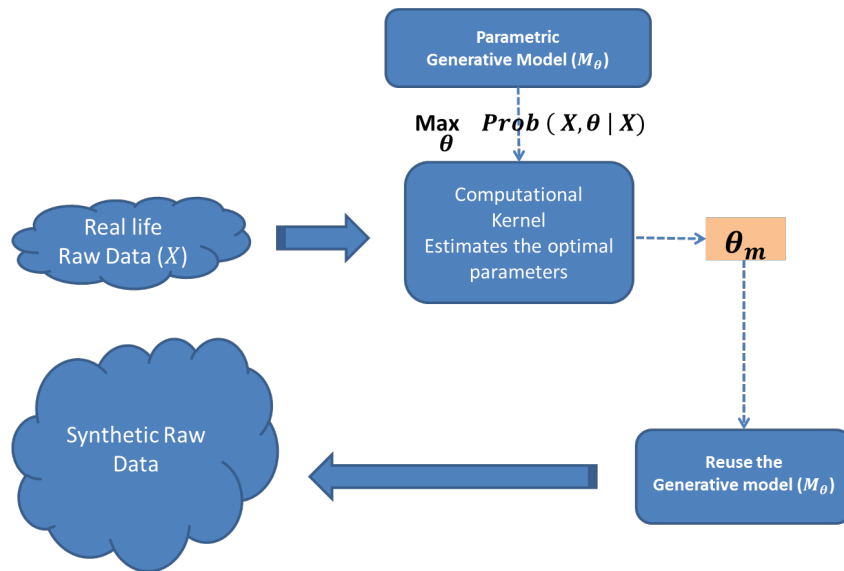 Parametric
Generative Model (M_θ)
Max Prob ( X, θ | X)
θ
Computational
Kernel
Estimates the optimal
parameters
Real life
Raw Data (X)
θ_m
Synthetic Raw
Data
Reuse the
Generative model (M_θ)